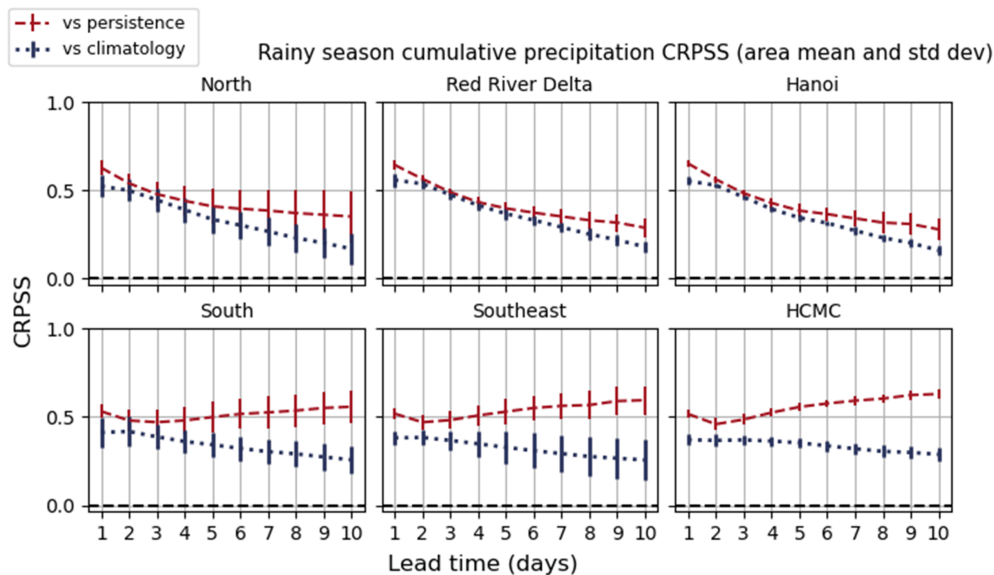 vs persistence
vs climatology
Rainy season cumulative precipitation CRPSS (area mean and std dev)
North
Red River Delta
Hanoi
1.0
0.5
0.0
CRPSS
South
Southeast
HCMC
1.0
0.5
0.0
1 2 3 4 5 6 7 8 9 10
1 2 3 4 5 6 7 8 9 10
1 2 3 4 5 6 7 8 9 10
Lead time (days)